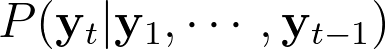 P(𝐲ₜ|𝐲₁, ⋯ , 𝐲ₜ₋₁)